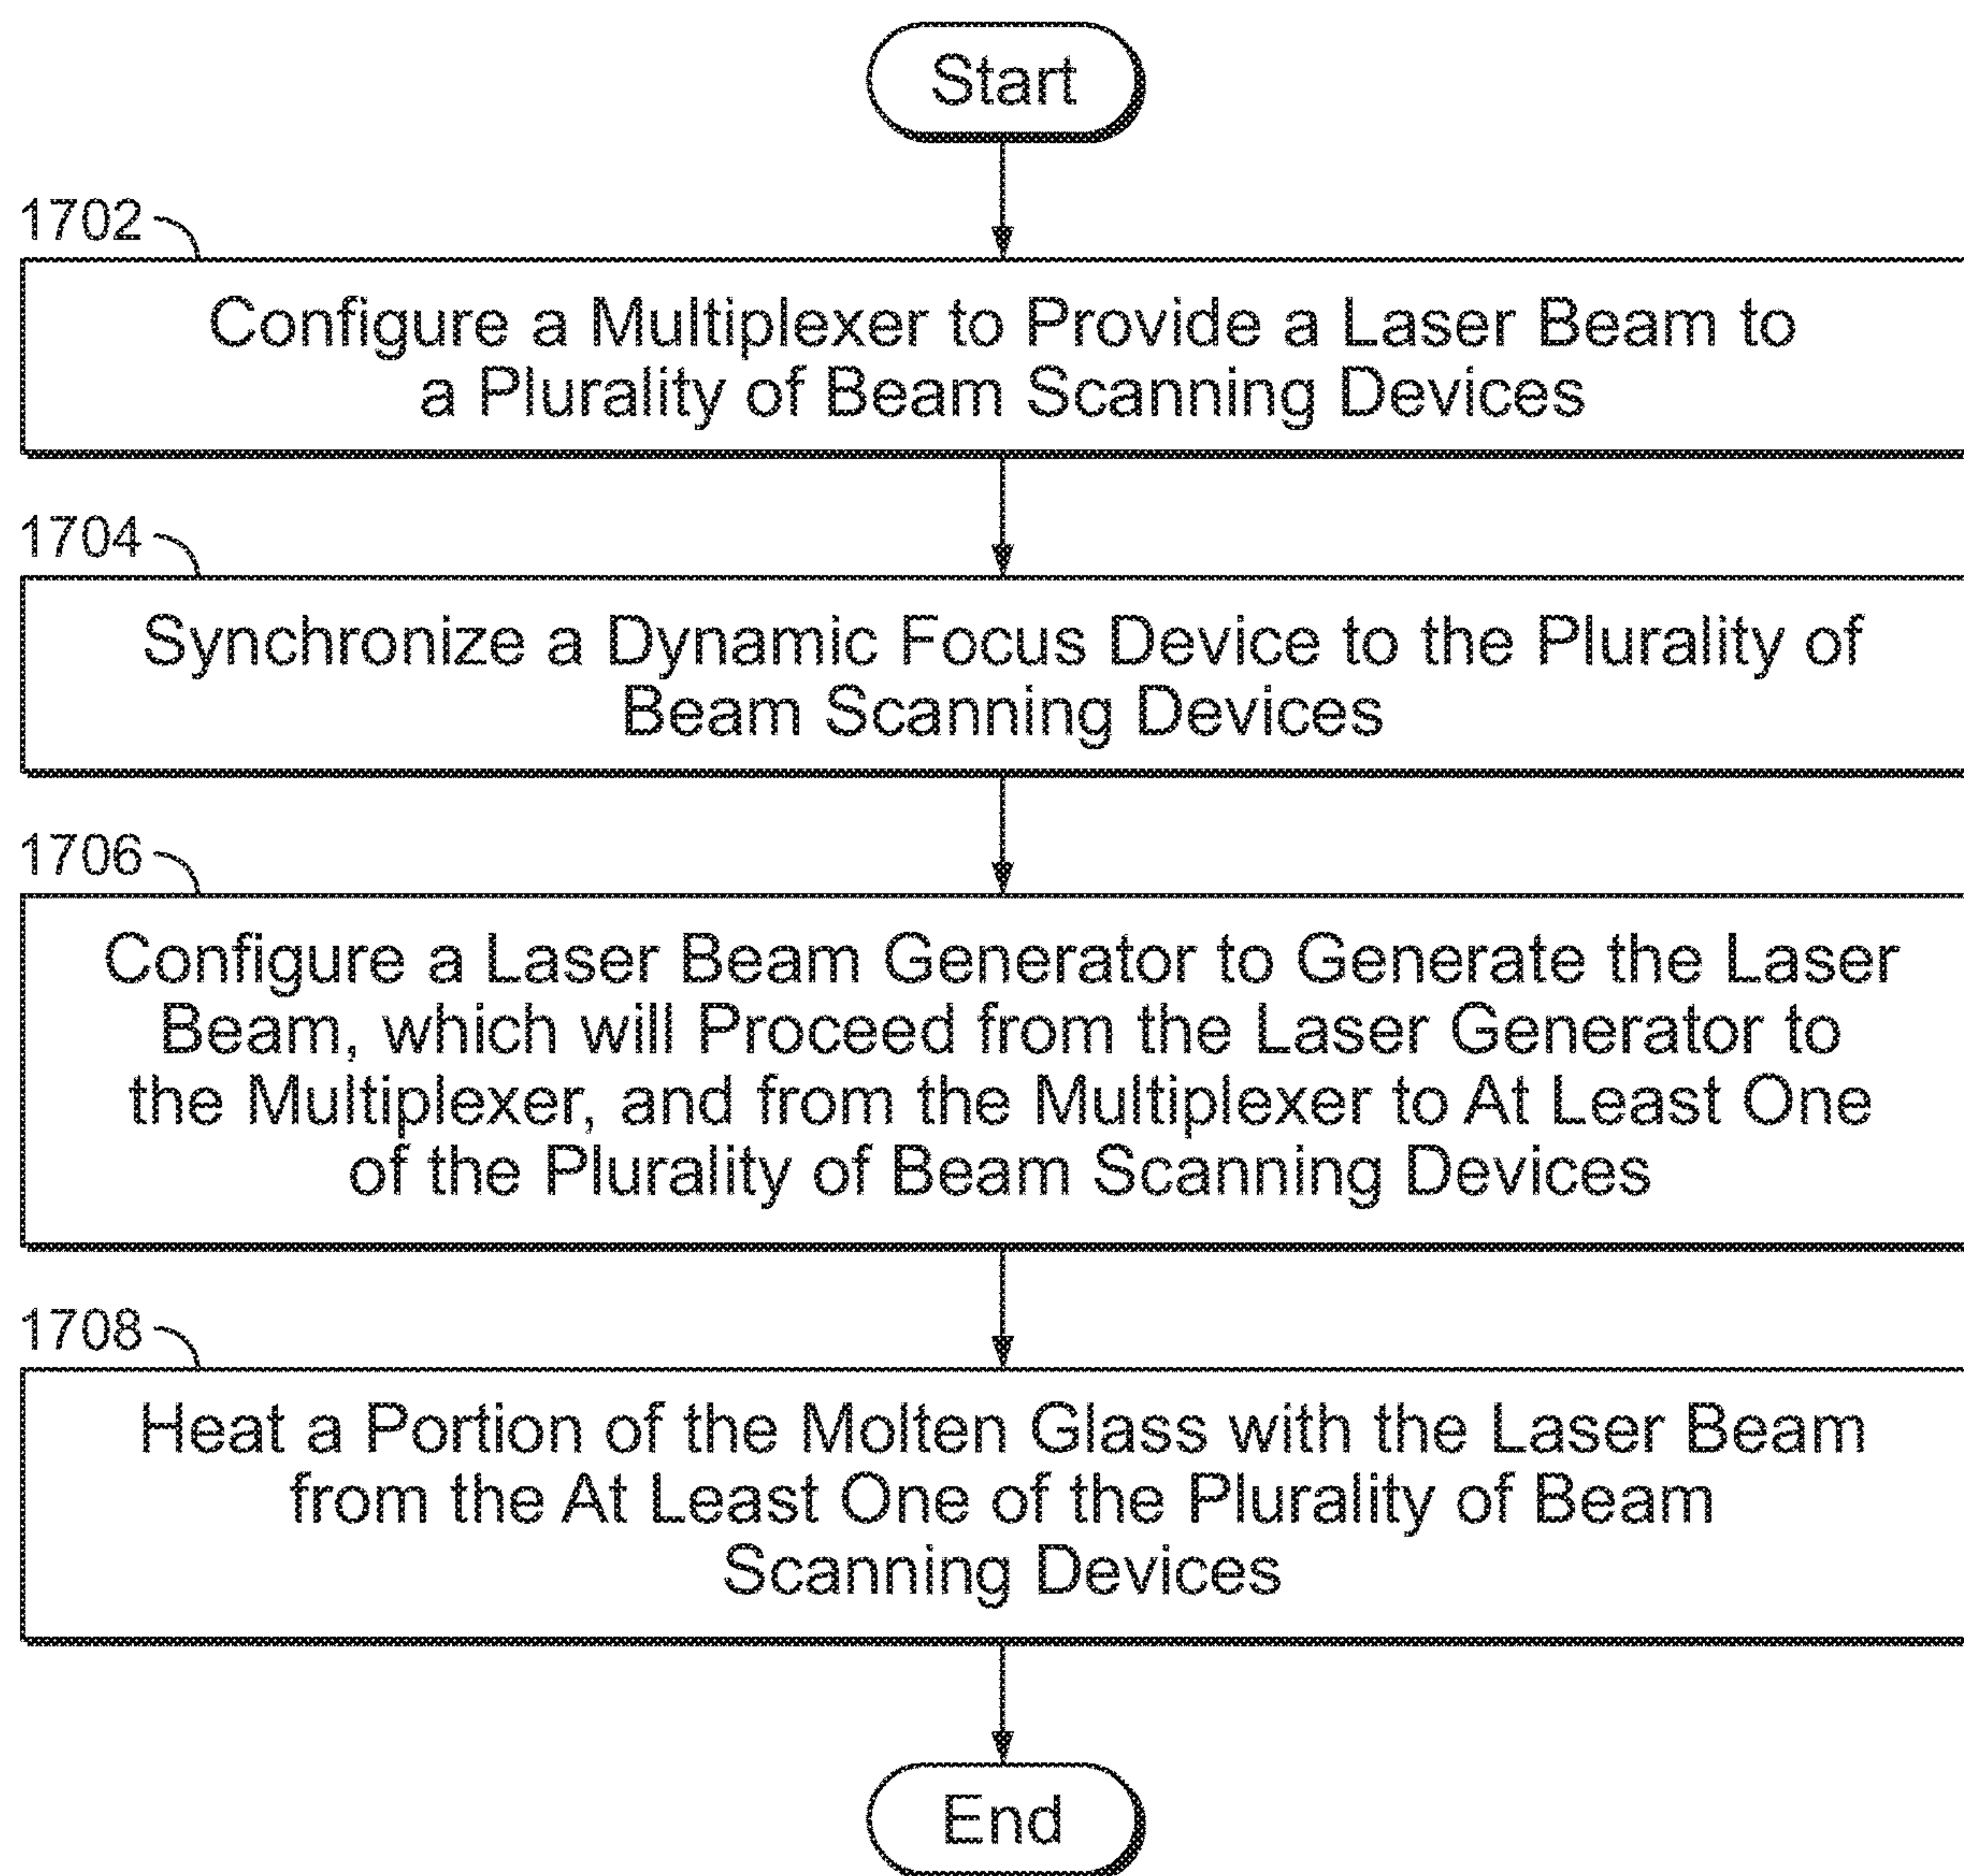 Start
1702
Configure a Multiplexer to Provide a Laser Beam to
a Plurality of Beam Scanning Devices
1704
Synchronize a Dynamic Focus Device to the Plurality of
Beam Scanning Devices
1706
Configure a Laser Beam Generator to Generate the Laser
Beam, which will Proceed from the Laser Generator to
the Multiplexer, and from the Multiplexer to At Least One
of the Plurality of Beam Scanning Devices
1708
Heat a Portion of the Molten Glass with the Laser Beam
from the At Least One of the Plurality of Beam
Scanning Devices
End